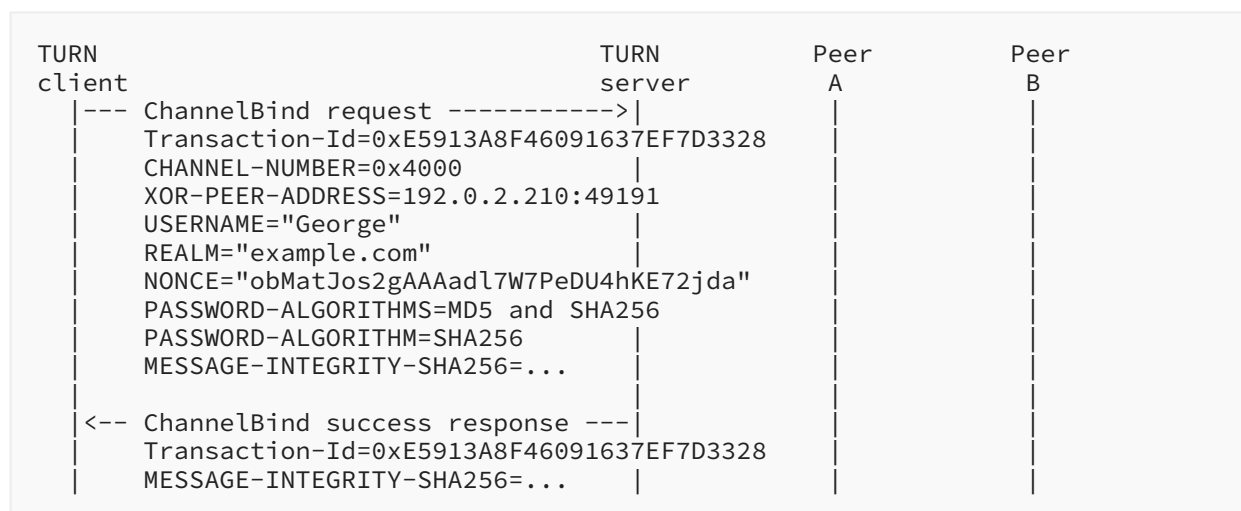 TURN                                 TURN          Peer         Peer
client                               server         A            B
  |--- ChannelBind request ----------->|             |            |
  |    Transaction-Id=0xE5913A8F46091637EF7D3328     |            |
  |    CHANNEL-NUMBER=0x4000           |             |            |
  |    XOR-PEER-ADDRESS=192.0.2.210:49191            |            |
  |    USERNAME="George"               |             |            |
  |    REALM="example.com"             |             |            |
  |    NONCE="obMatJos2gAAAadl7W7PeDU4hKE72jda"      |            |
  |    PASSWORD-ALGORITHMS=MD5 and SHA256            |            |
  |    PASSWORD-ALGORITHM=SHA256       |             |            |
  |    MESSAGE-INTEGRITY-SHA256=...    |             |            |
  |                                    |             |            |
  |<-- ChannelBind success response ---|             |            |
  |    Transaction-Id=0xE5913A8F46091637EF7D3328     |            |
  |    MESSAGE-INTEGRITY-SHA256=...    |             |            |